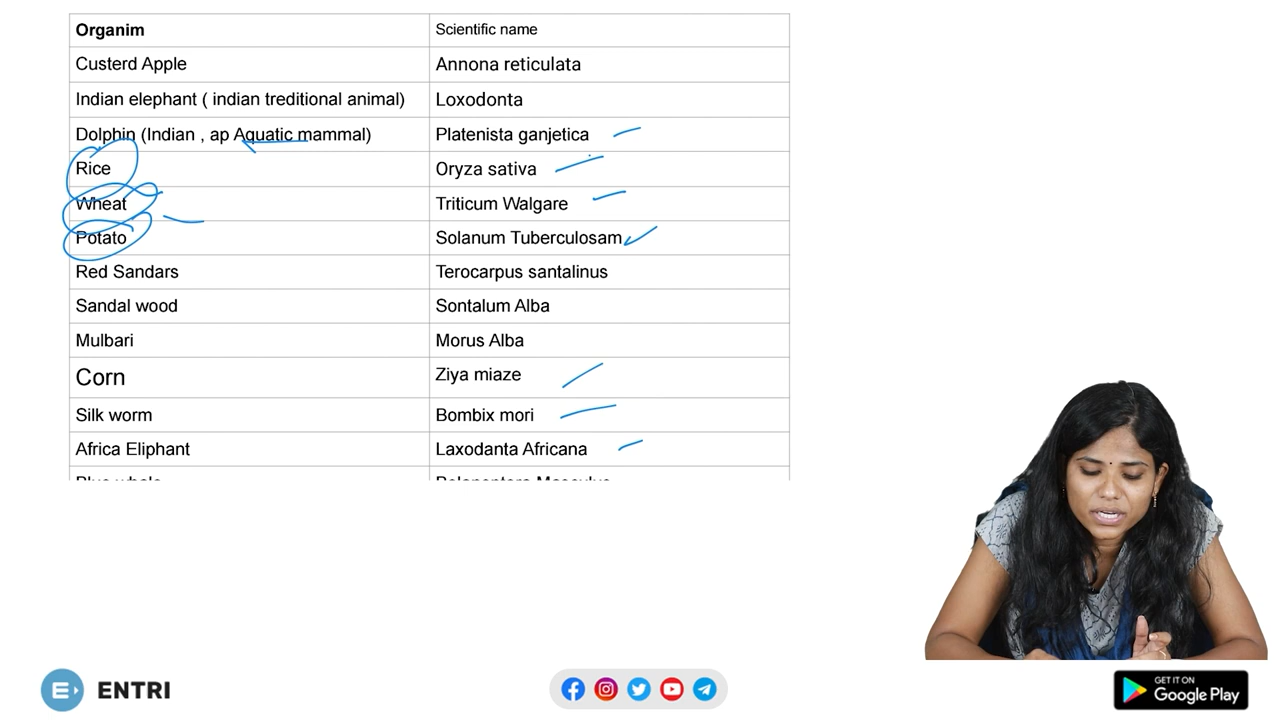 Organim Scientific name
Custerd Apple Annona reticulata
Indian elephant ( indian treditional animal) Loxodonta
Dolphin (Indian , ap Aquatic mammal) Platenista ganjetica
Rice Oryza sativa
Wheat Triticum Walgare
Potato Solanum Tuberculosam
Red Sandars Terocarpus santalinus
Sandal wood Sontalum Alba
Mulbari Morus Alba
Corn Ziya miaze
Silk worm Bombix mori
Africa Eliphant Laxodanta Africana
E ENTRI
GET IT ON
Google Play